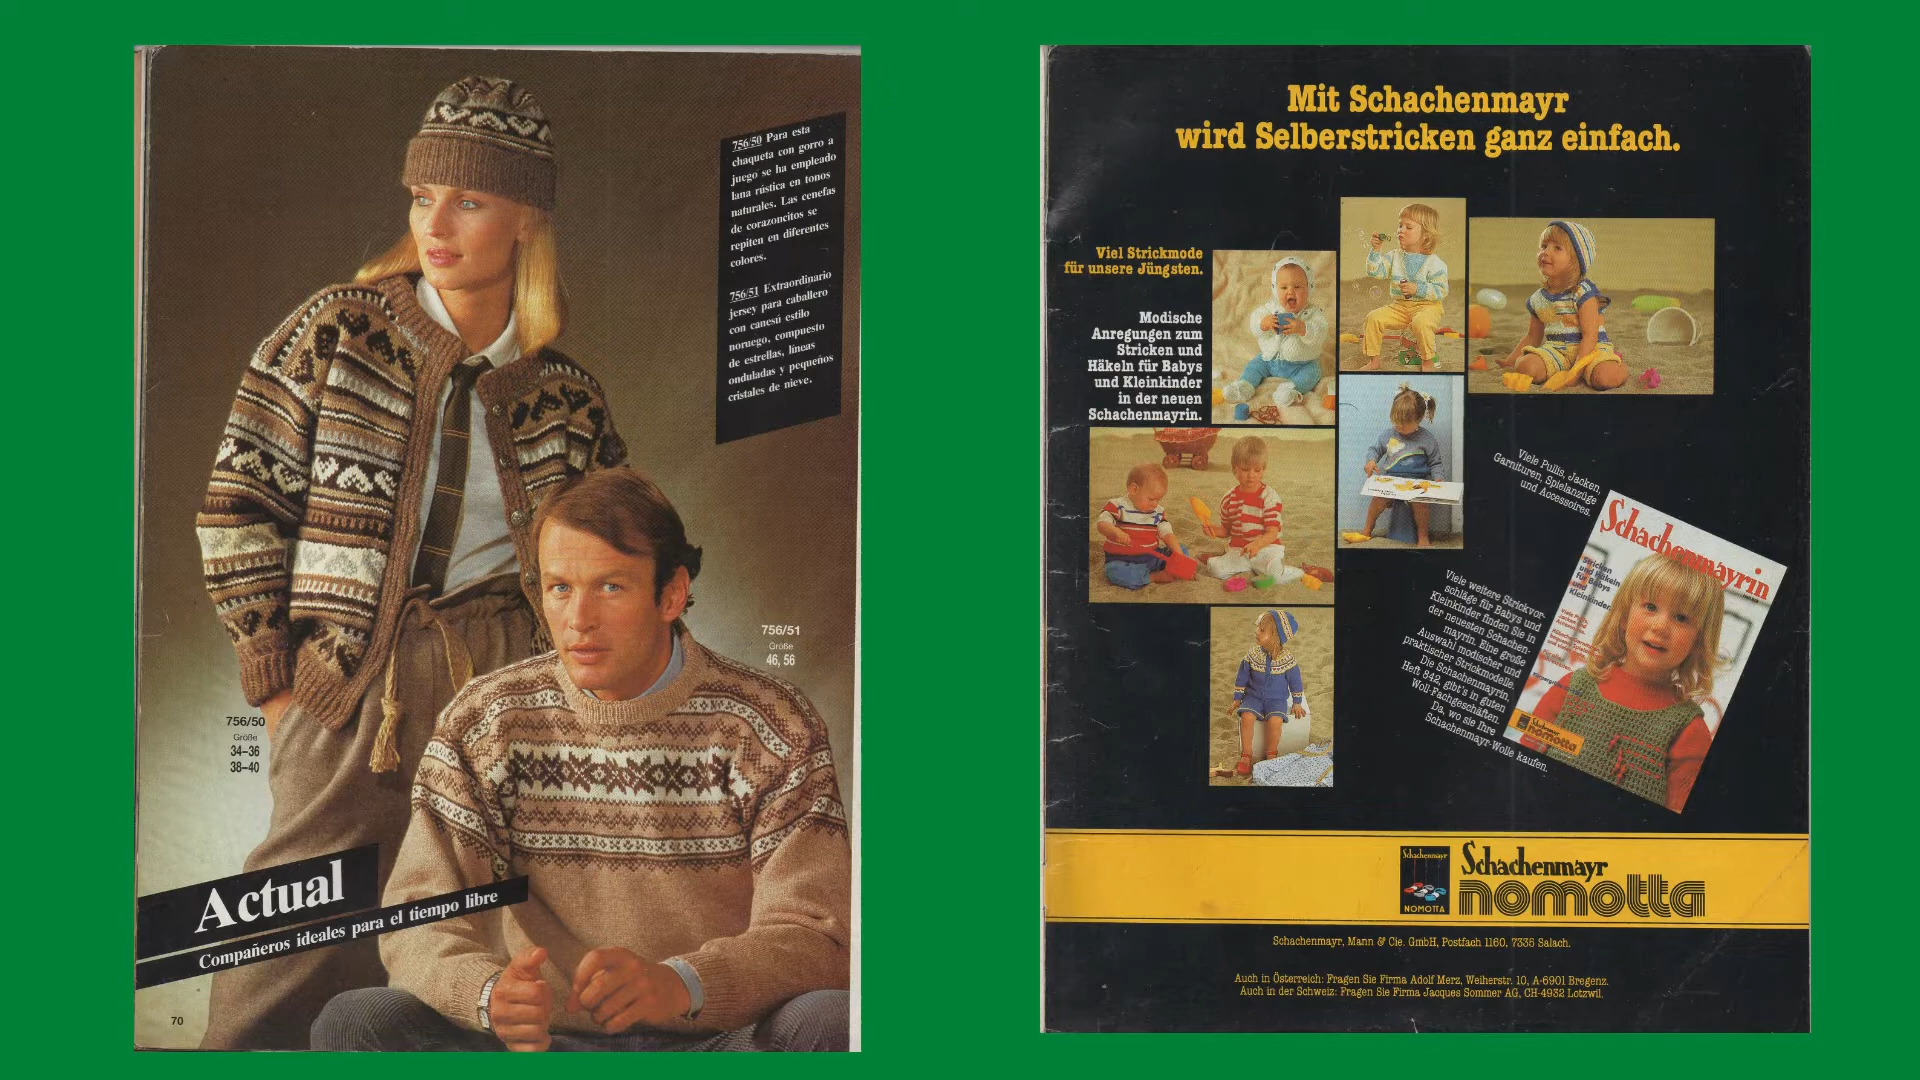 756/50 Para esta
chaqueta con gorro a
juego se ha empleado
lana rústica en tonos
naturales. Las cenefas
de corazoncitos se
repiten en diferentes
colores.
756/51 Extraordinario
jersey para caballero
con canesú estilo
noruego, compuesto
de estrellas, líneas
onduladas y pequeños
cristales de nieve.
756/51
Größe
46, 56
756/50
Größe
34–36
38–40
Actual
Compañeros ideales para el tiempo libre
70
Mit Schachenmayr
wird Selberstricken ganz einfach.
Viel Strickmode
für unsere Jüngsten.
Modische
Anregungen zum
Stricken und
Häkeln für Babys
und Kleinkinder
in der neuen
Schachenmayrin.
Viele Pullis, Jacken,
Garnituren, Spielanzüge
und Accessoires.
Schachenmayrin
Stricken
und Häkeln
für Babys
und
Kleinkinder
Viele weitere Strickvor-
schläge für Babys und
Kleinkinder finden Sie in
der neuesten Schachen-
mayrin. Eine große
Auswahl modischer und
praktischer Strickmodelle.
Die Schachenmayrin,
Heft 842, gibt's in guten
Woll-Fachgeschäften.
Da, wo sie Ihre
Schachenmayr-Wolle kaufen.
nomotta
Schachenmayr
NOMOTTA
Schachenmayr
nomotta
Schachenmayr, Mann & Cie. GmbH, Postfach 1160, 7335 Salach.
Auch in Österreich: Fragen Sie Firma Adolf Merz, Weiherstr. 10, A-6901 Bregenz.
Auch in der Schweiz: Fragen Sie Firma Jacques Sommer AG, CH-4932 Lotzwil.